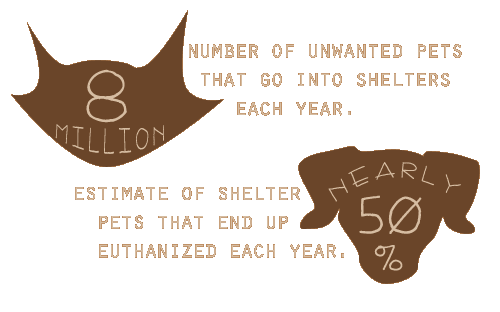 8
MILLION
NUMBER OF UNWANTED PETS
THAT GO INTO SHELTERS
EACH YEAR.
NEARLY
50
%
ESTIMATE OF SHELTER
PETS THAT END UP
EUTHANIZED EACH YEAR.